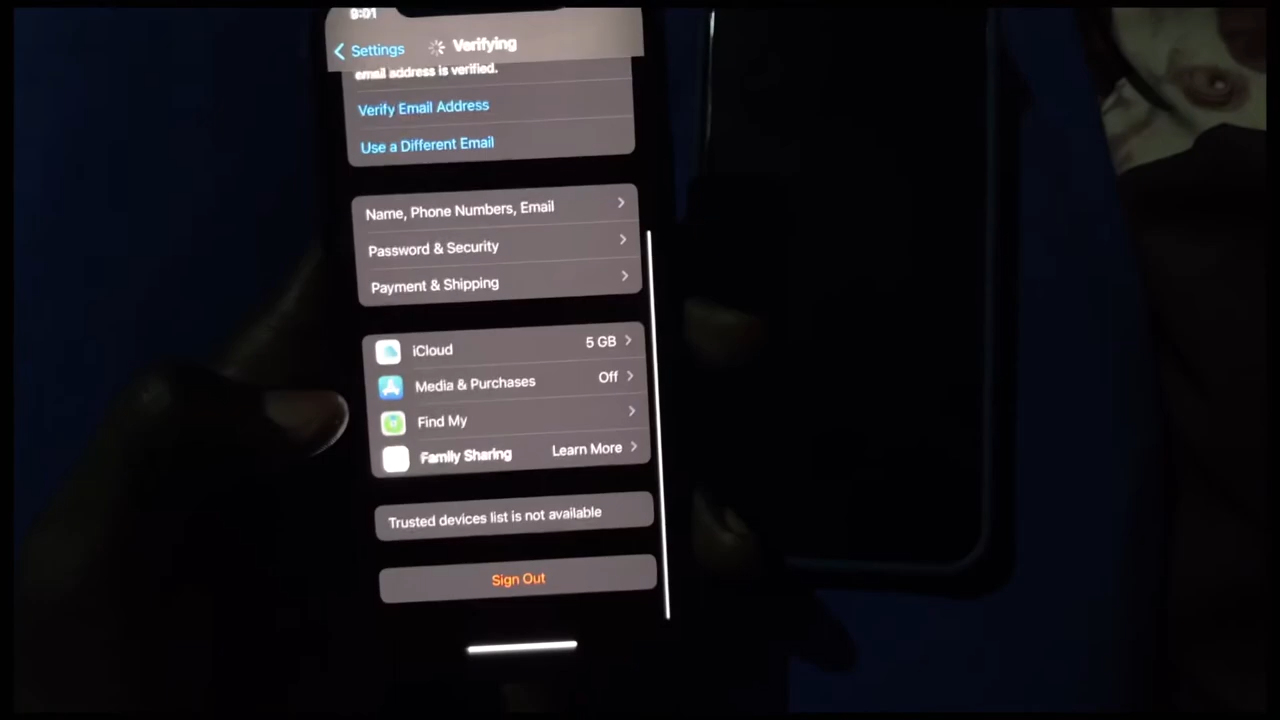 9:01
Settings
Verifying
email address is verified.
Verify Email Address
Use a Different Email
Name, Phone Numbers, Email
Password & Security
Payment & Shipping
iCloud 5 GB
Media & Purchases Off
Find My
Family Sharing Learn More
Trusted devices list is not available
Sign Out